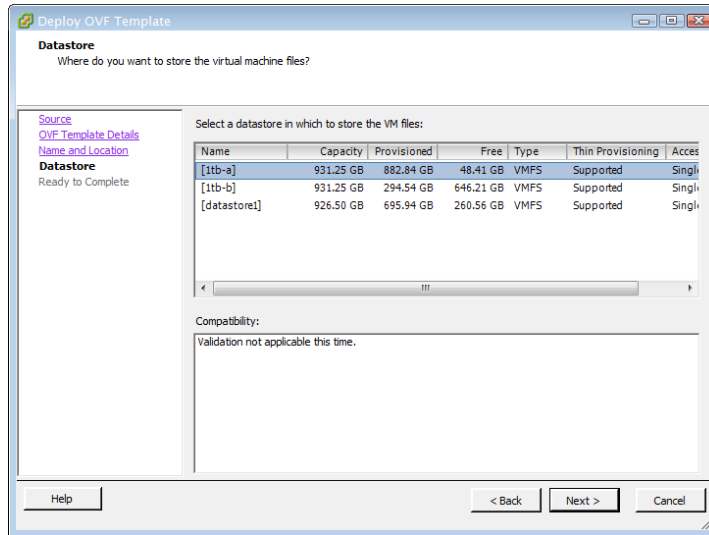 Deploy OVF Template
Datastore
Where do you want to store the virtual machine files?
Source
OVF Template Details
Name and Location
Datastore
Ready to Complete
Select a datastore in which to store the VM files:
Name Capacity Provisioned Free Type Thin Provisioning Acces
[1tb-a] 931.25 GB 882.84 GB 48.41 GB VMFS Supported Singl
[1tb-b] 931.25 GB 294.54 GB 646.21 GB VMFS Supported Singl
[datastore1] 926.50 GB 695.94 GB 260.56 GB VMFS Supported Singl
Compatibility:
Validation not applicable this time.
Help < Back Next > Cancel